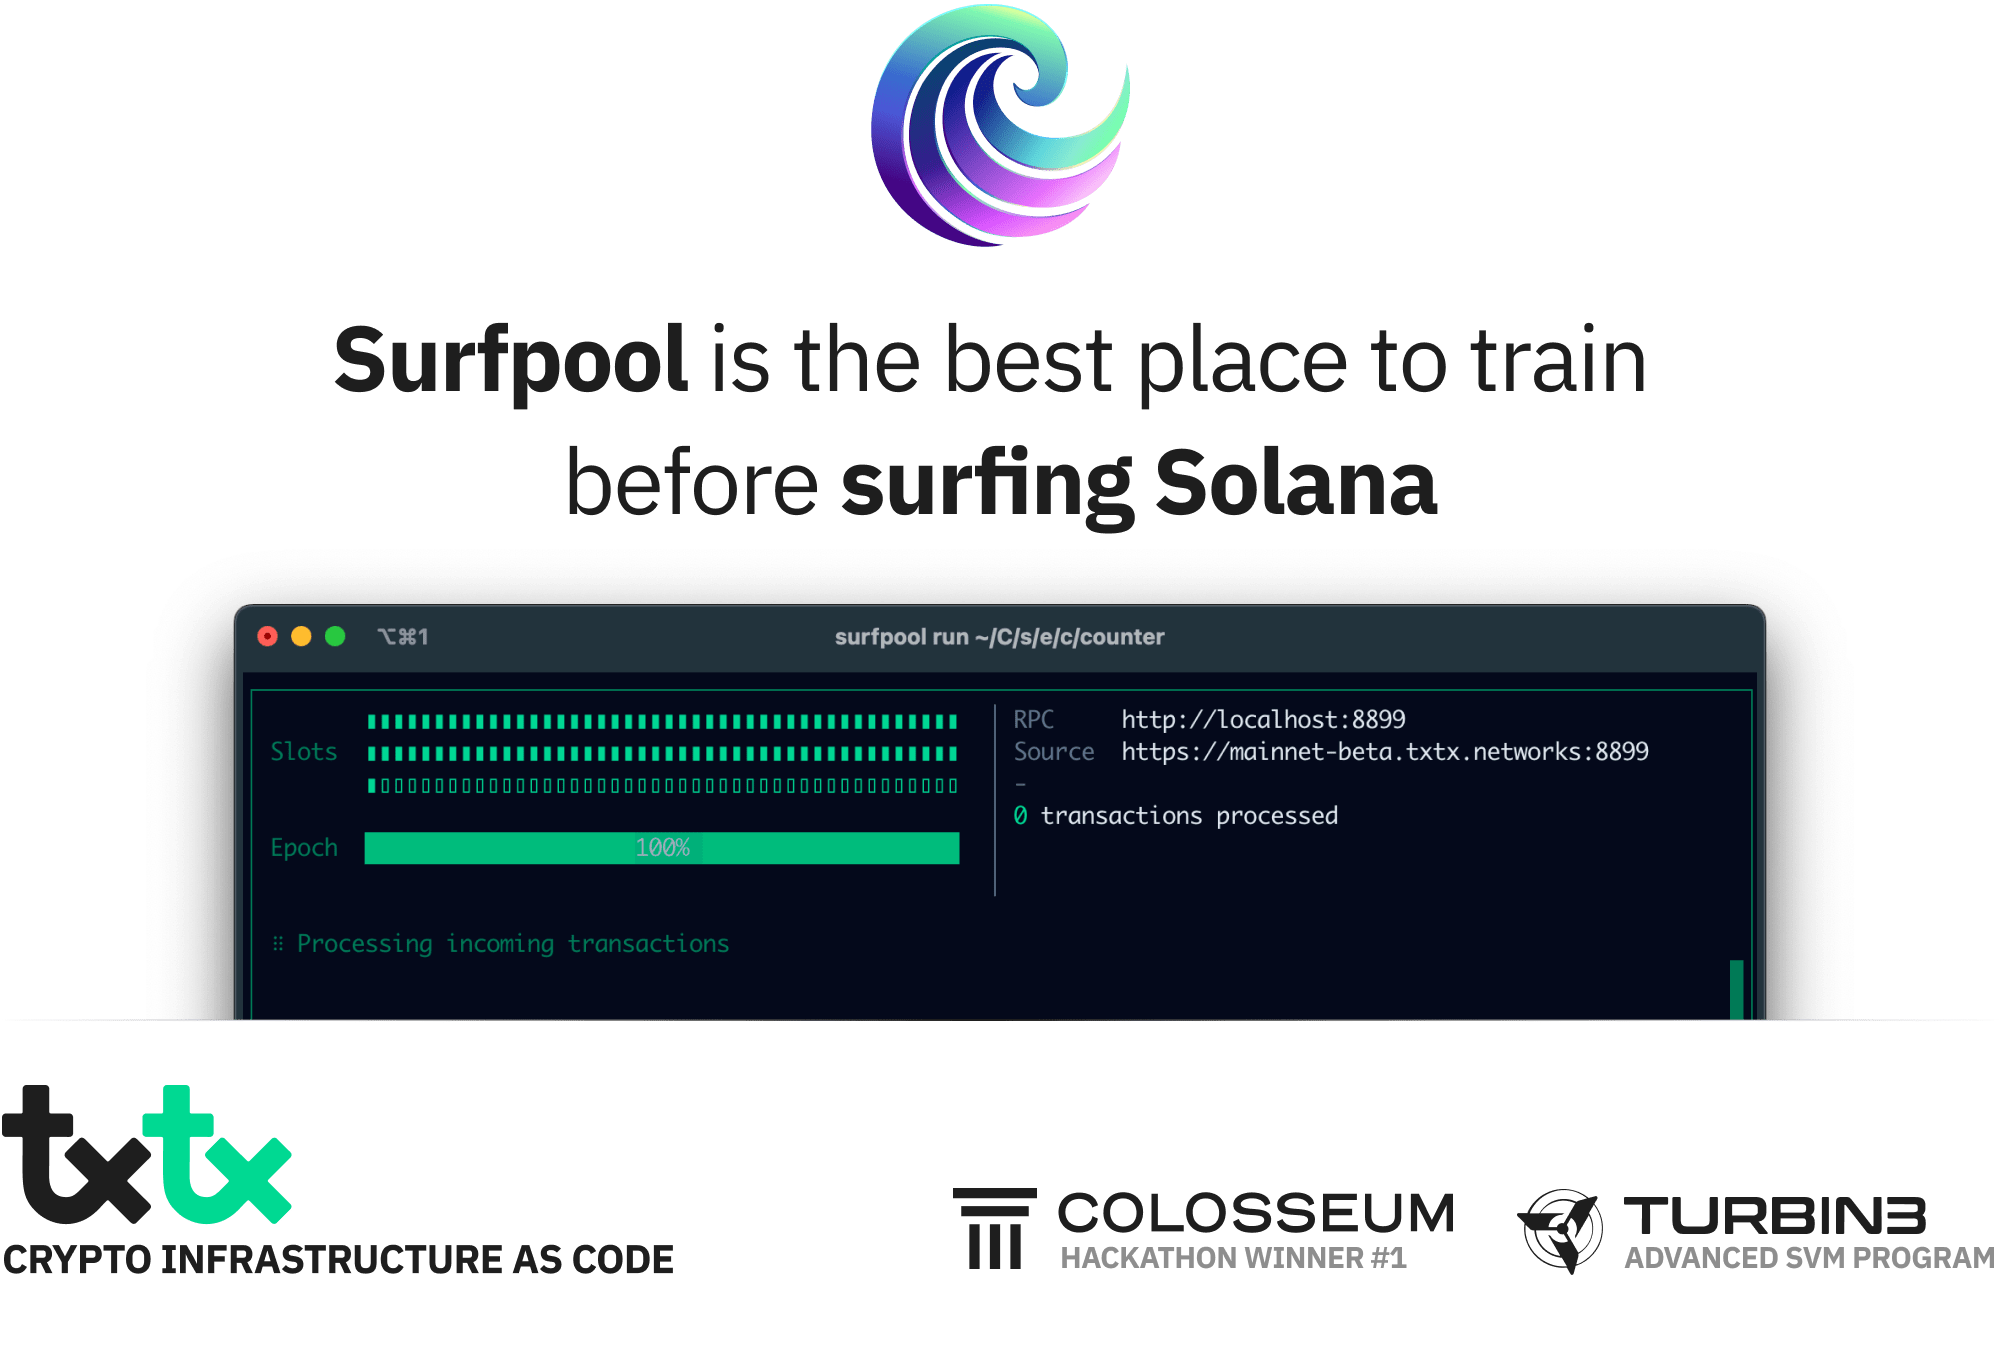 Surfpool is the best place to train
before surfing Solana
⌥⌘1
surfpool run ~/C/s/e/c/counter
Slots
Epoch
100%
RPC http://localhost:8899
Source https://mainnet-beta.txtx.networks:8899
-
0 transactions processed
Processing incoming transactions
txtx
CRYPTO INFRASTRUCTURE AS CODE
COLOSSEUM
HACKATHON WINNER #1
TURBIN3
ADVANCED SVM PROGRAM